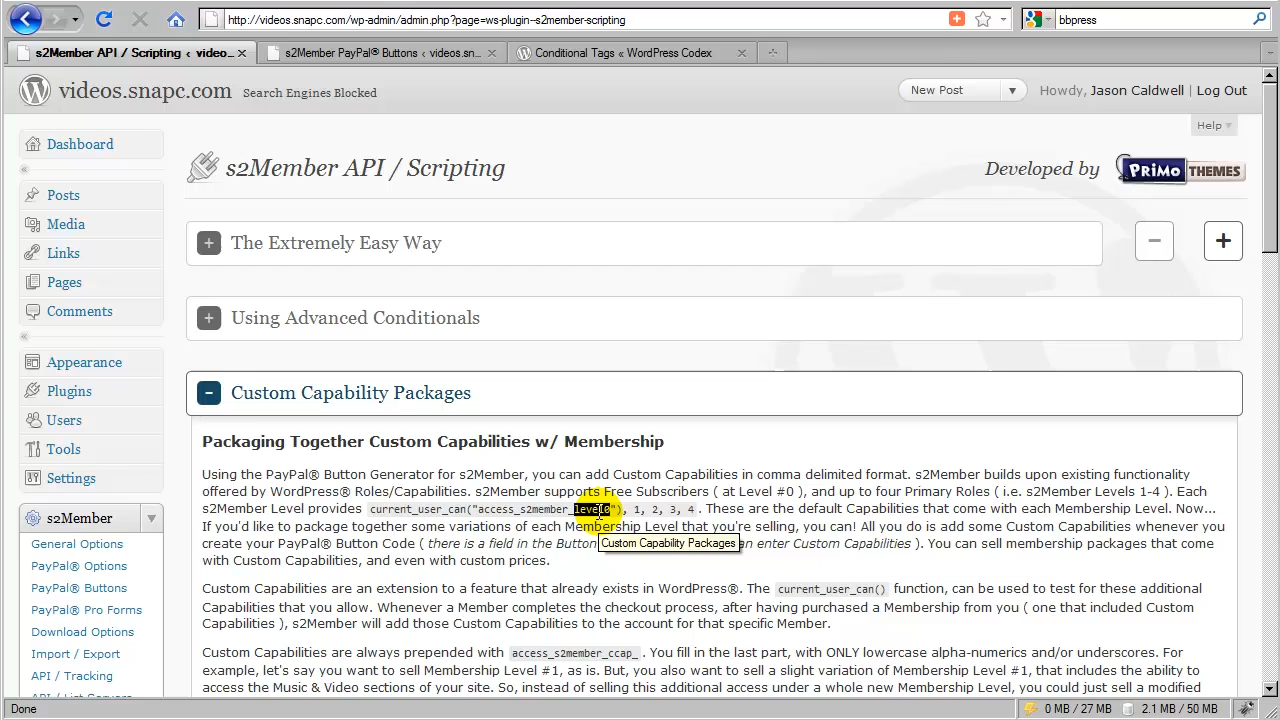 http://videos.snapc.com/wp-admin/admin.php?page=ws-plugin--s2member-scripting
bbpress
s2Member API / Scripting ‹ video...
s2Member PayPal® Buttons ‹ videos.sn...
Conditional Tags « WordPress Codex
videos.snapc.com Search Engines Blocked
New Post
Howdy, Jason Caldwell | Log Out
Help
Dashboard
Posts
Media
Links
Pages
Comments
Appearance
Plugins
Users
Tools
Settings
s2Member
General Options
PayPal® Options
PayPal® Buttons
PayPal® Pro Forms
Download Options
Import / Export
API / Tracking
API / List Servers
s2Member API / Scripting
Developed by PRiMo THEMES
The Extremely Easy Way
Using Advanced Conditionals
Custom Capability Packages
Packaging Together Custom Capabilities w/ Membership
Using the PayPal® Button Generator for s2Member, you can add Custom Capabilities in comma delimited format. s2Member builds upon existing functionality
offered by WordPress® Roles/Capabilities. s2Member supports Free Subscribers ( at Level #0 ), and up to four Primary Roles ( i.e. s2Member Levels 1-4 ). Each
s2Member Level provides current_user_can("access_s2member_level0"), 1, 2, 3, 4 . These are the default Capabilities that come with each Membership Level. Now...
If you'd like to package together some variations of each Membership Level that you're selling, you can! All you do is add some Custom Capabilities whenever you
create your PayPal® Button Code ( there is a field in the Button an enter Custom Capabilities ). You can sell membership packages that come
Custom Capability Packages
with Custom Capabilities, and even with custom prices.
Custom Capabilities are an extension to a feature that already exists in WordPress®. The current_user_can() function, can be used to test for these additional
Capabilities that you allow. Whenever a Member completes the checkout process, after having purchased a Membership from you ( one that included Custom
Capabilities ), s2Member will add those Custom Capabilities to the account for that specific Member.
Custom Capabilities are always prepended with access_s2member_ccap_ . You fill in the last part, with ONLY lowercase alpha-numerics and/or underscores. For
example, let's say you want to sell Membership Level #1, as is. But, you also want to sell a slight variation of Membership Level #1, that includes the ability to
access the Music & Video sections of your site. So, instead of selling this additional access under a whole new Membership Level, you could just sell a modified
Done
0 MB / 27 MB
2.1 MB / 50 MB